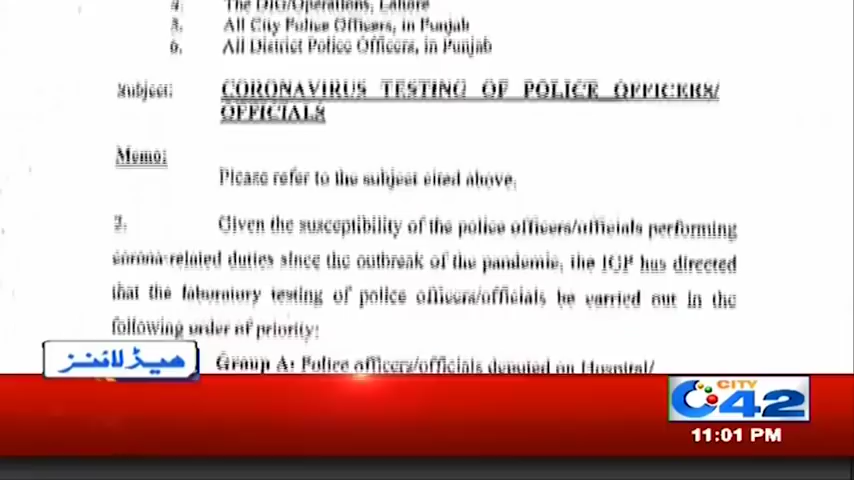 4. The DIG/Operations, Lahore
5. All City Police Officers, in Punjab
6. All District Police Officers, in Punjab
Subject: CORONAVIRUS TESTING OF POLICE OFFICERS/
OFFICIALS
Memo:
Please refer to the subject cited above.
2. Given the susceptibility of the police officers/officials performing
corona-related duties since the outbreak of the pandemic, the IGP has directed
that the laboratory testing of police officers/officials be carried out in the
following order of priority:
Group A: Police officers/officials deputed on Hospital/
ھیڈلائنز
CITY
42
11:01 PM